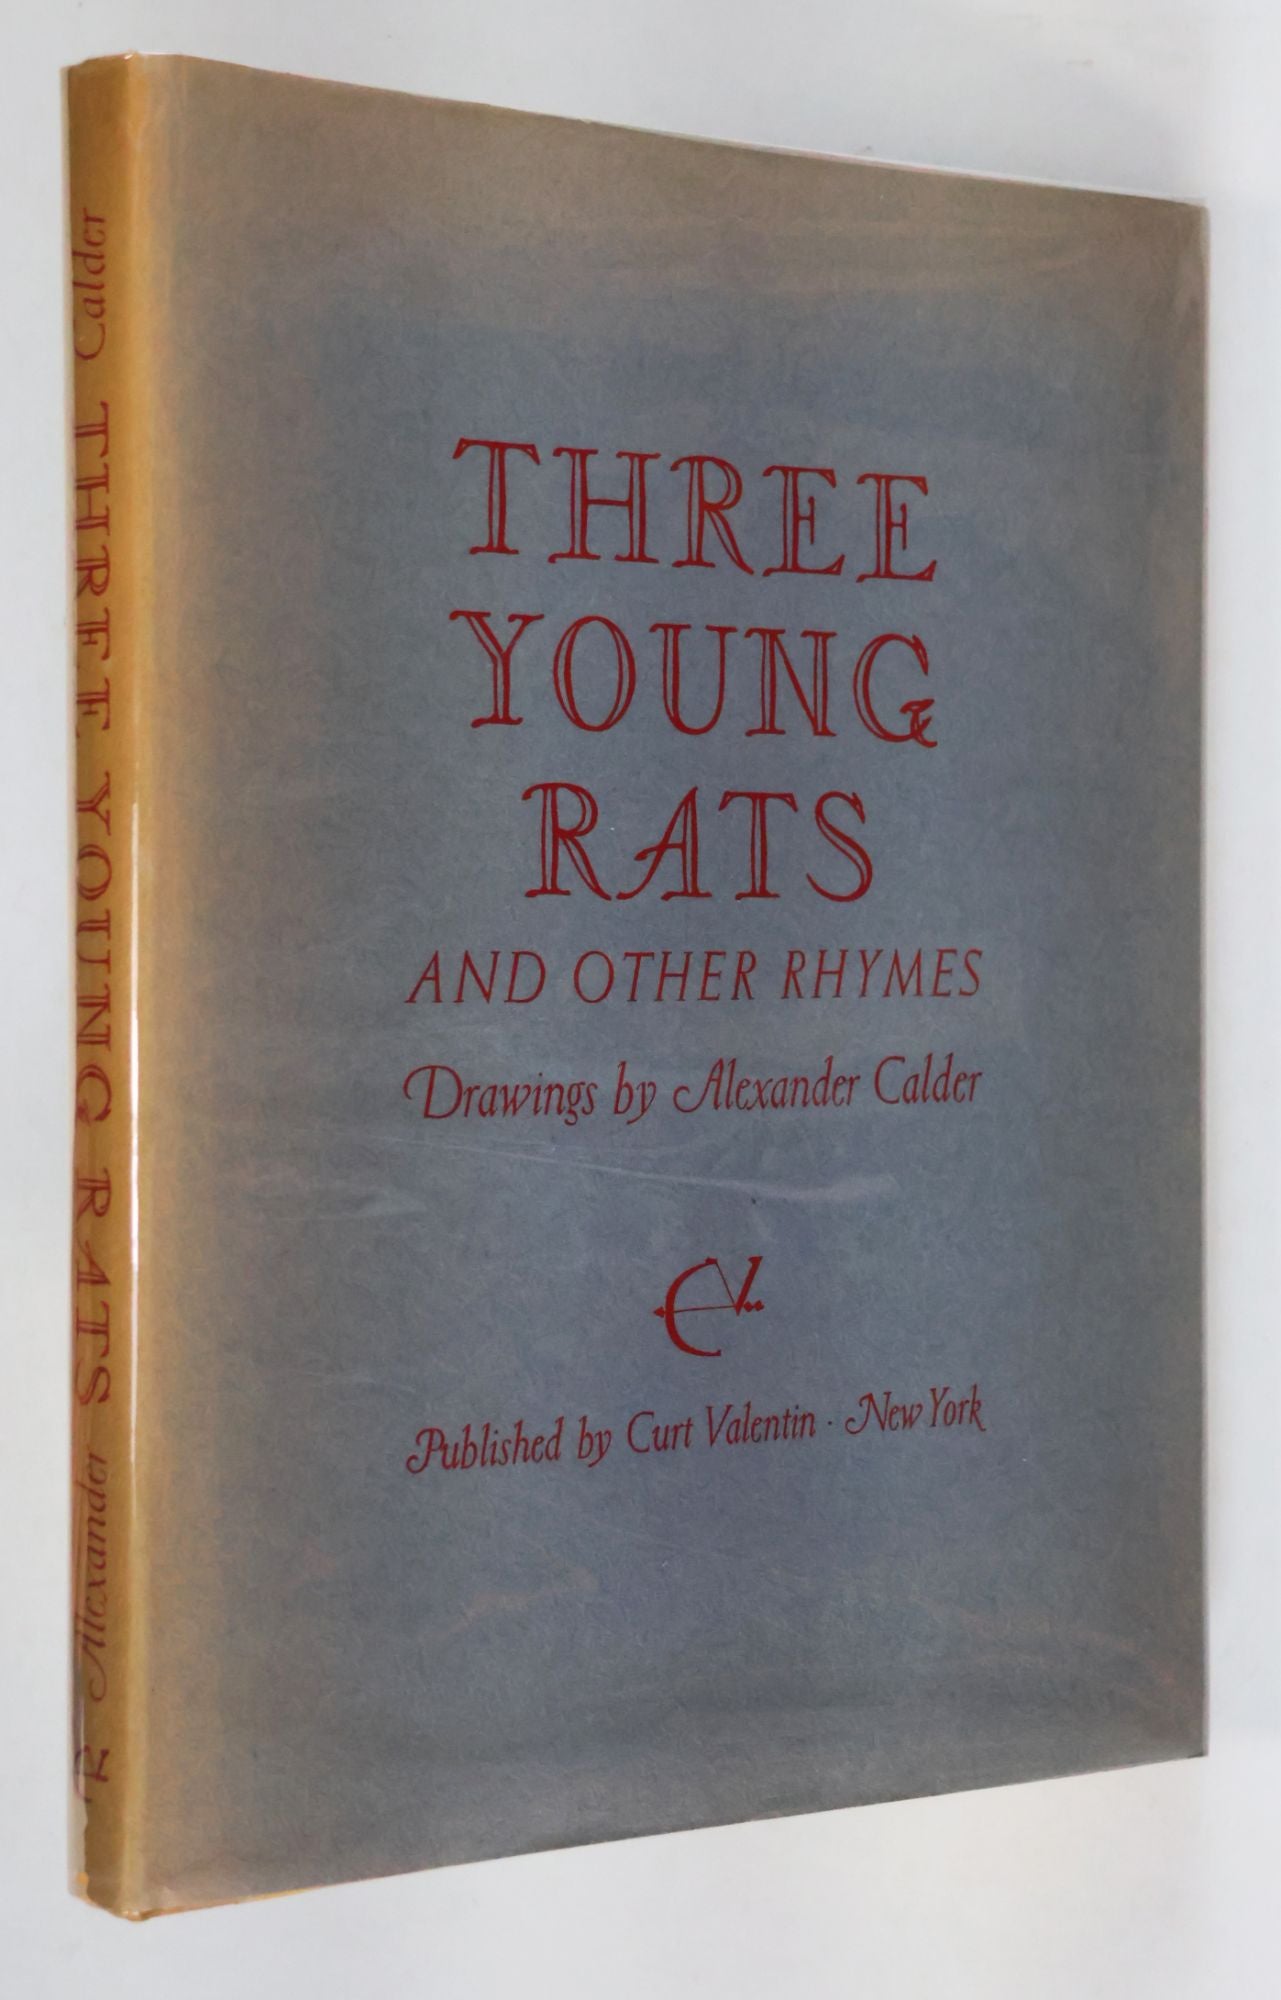 THREE
YOUNG
RATS
AND OTHER RHYMES
Drawings by Alexander Calder
CV
Published by Curt Valentin · New York
Calder THREE YOUNG RATS Alexander